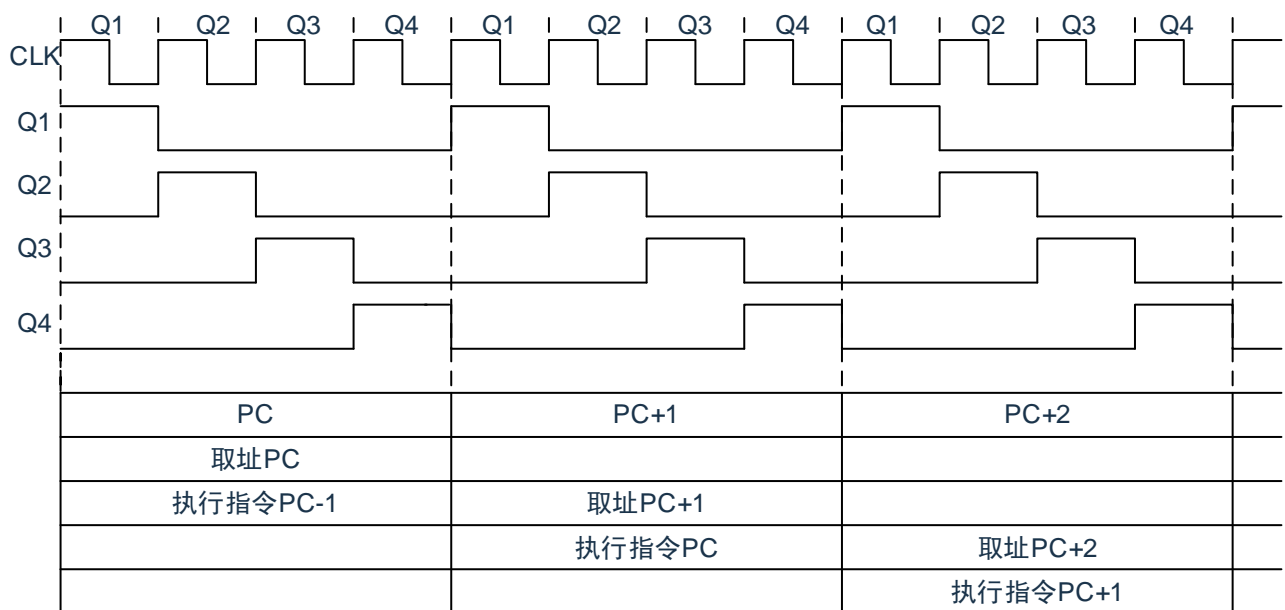 Q1 Q2 Q3 Q4 Q1 Q2 Q3 Q4 Q1 Q2 Q3 Q4
CLK
Q1
Q2
Q3
Q4
PC PC+1 PC+2
取址PC
执行指令PC-1 取址PC+1
执行指令PC 取址PC+2
执行指令PC+1